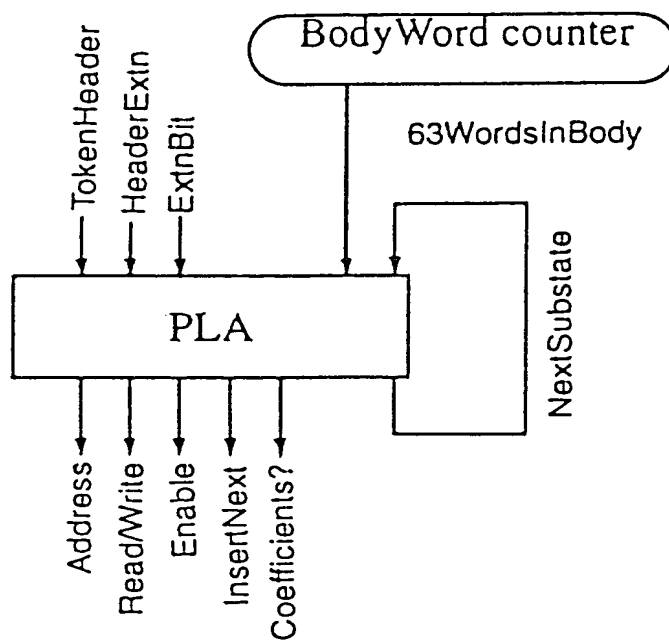 BodyWord counter
63WordsInBody
TokenHeader
HeaderExtn
ExtnBit
NextSubstate
PLA
Address
Read/Write
Enable
InsertNext
Coefficients?